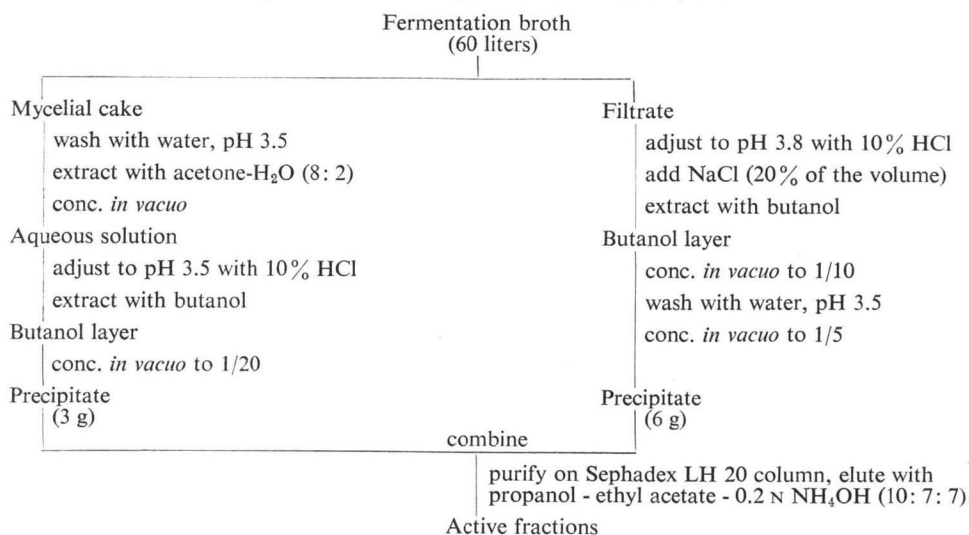 Fermentation broth
(60 liters)
Mycelial cake
wash with water, pH 3.5
extract with acetone-H₂O (8: 2)
conc. in vacuo
Aqueous solution
adjust to pH 3.5 with 10% HCl
extract with butanol
Butanol layer
conc. in vacuo to 1/20
Precipitate
(3 g)
Filtrate
adjust to pH 3.8 with 10% HCl
add NaCl (20% of the volume)
extract with butanol
Butanol layer
conc. in vacuo to 1/10
wash with water, pH 3.5
conc. in vacuo to 1/5
Precipitate
(6 g)
combine
purify on Sephadex LH 20 column, elute with
propanol - ethyl acetate - 0.2 N NH₄OH (10: 7: 7)
Active fractions